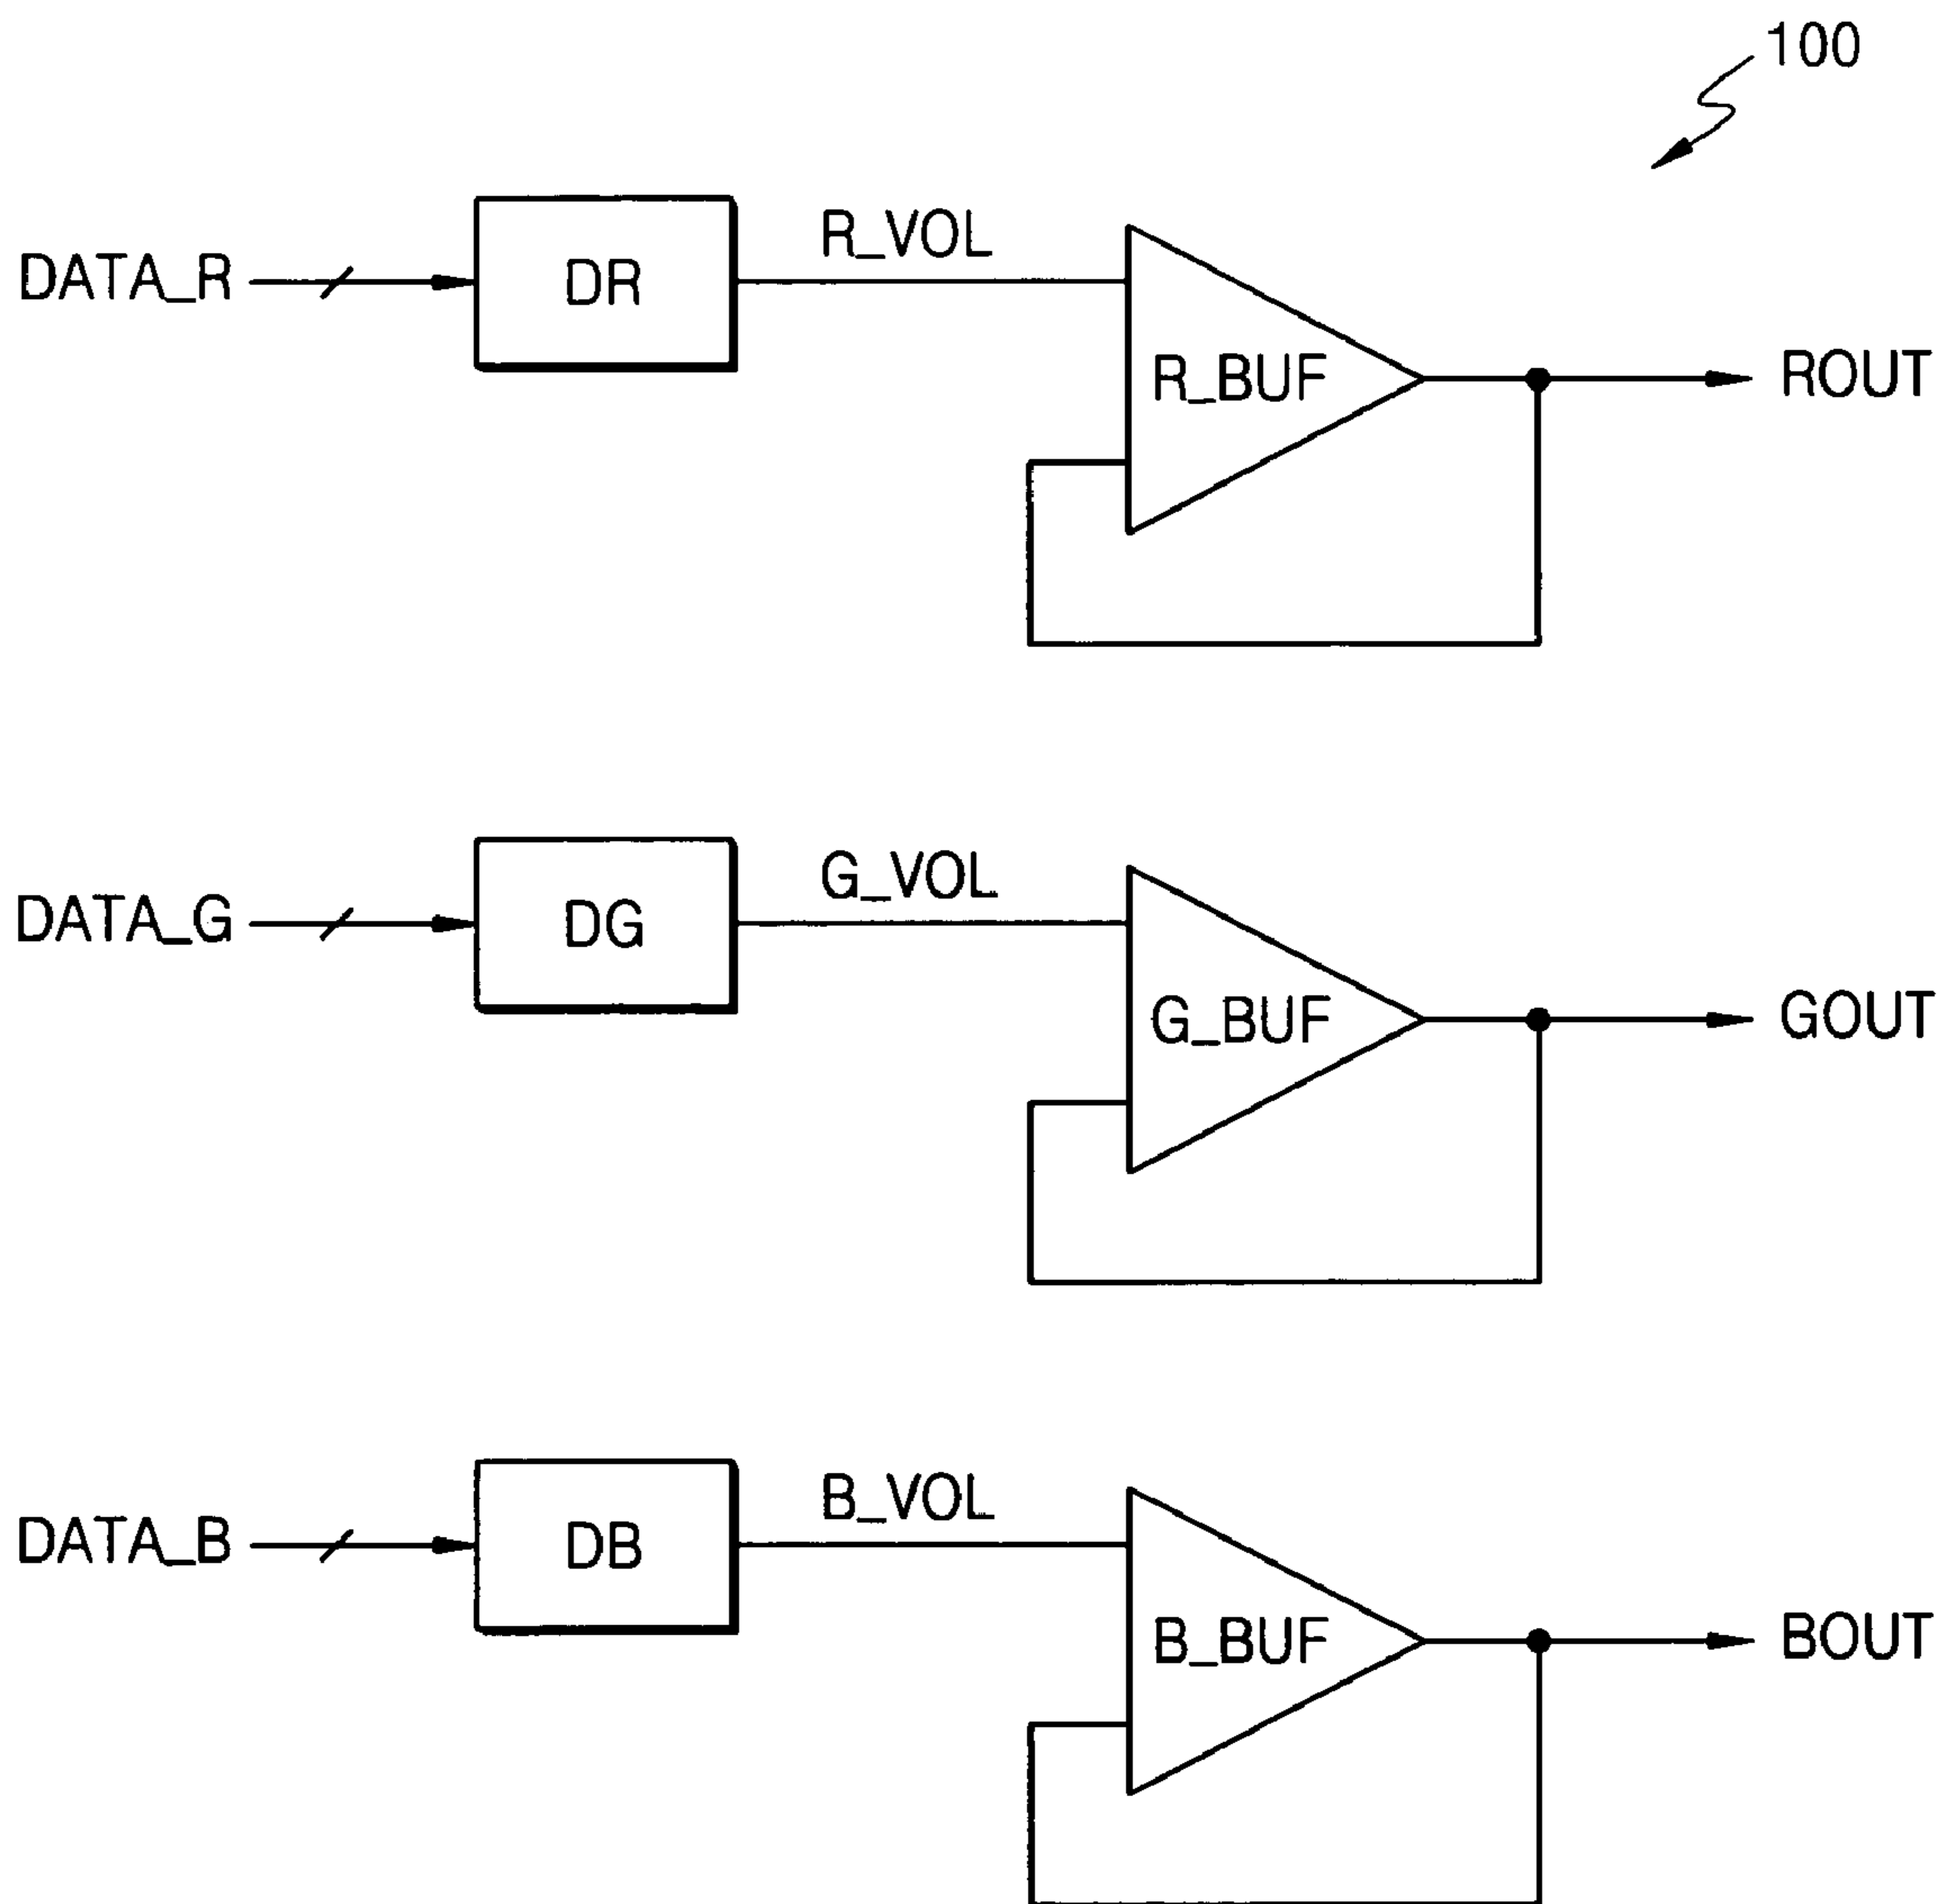 100
DATA_R
DR
R_VOL
R_BUF
ROUT
DATA_G
DG
G_VOL
G_BUF
GOUT
DATA_B
DB
B_VOL
B_BUF
BOUT